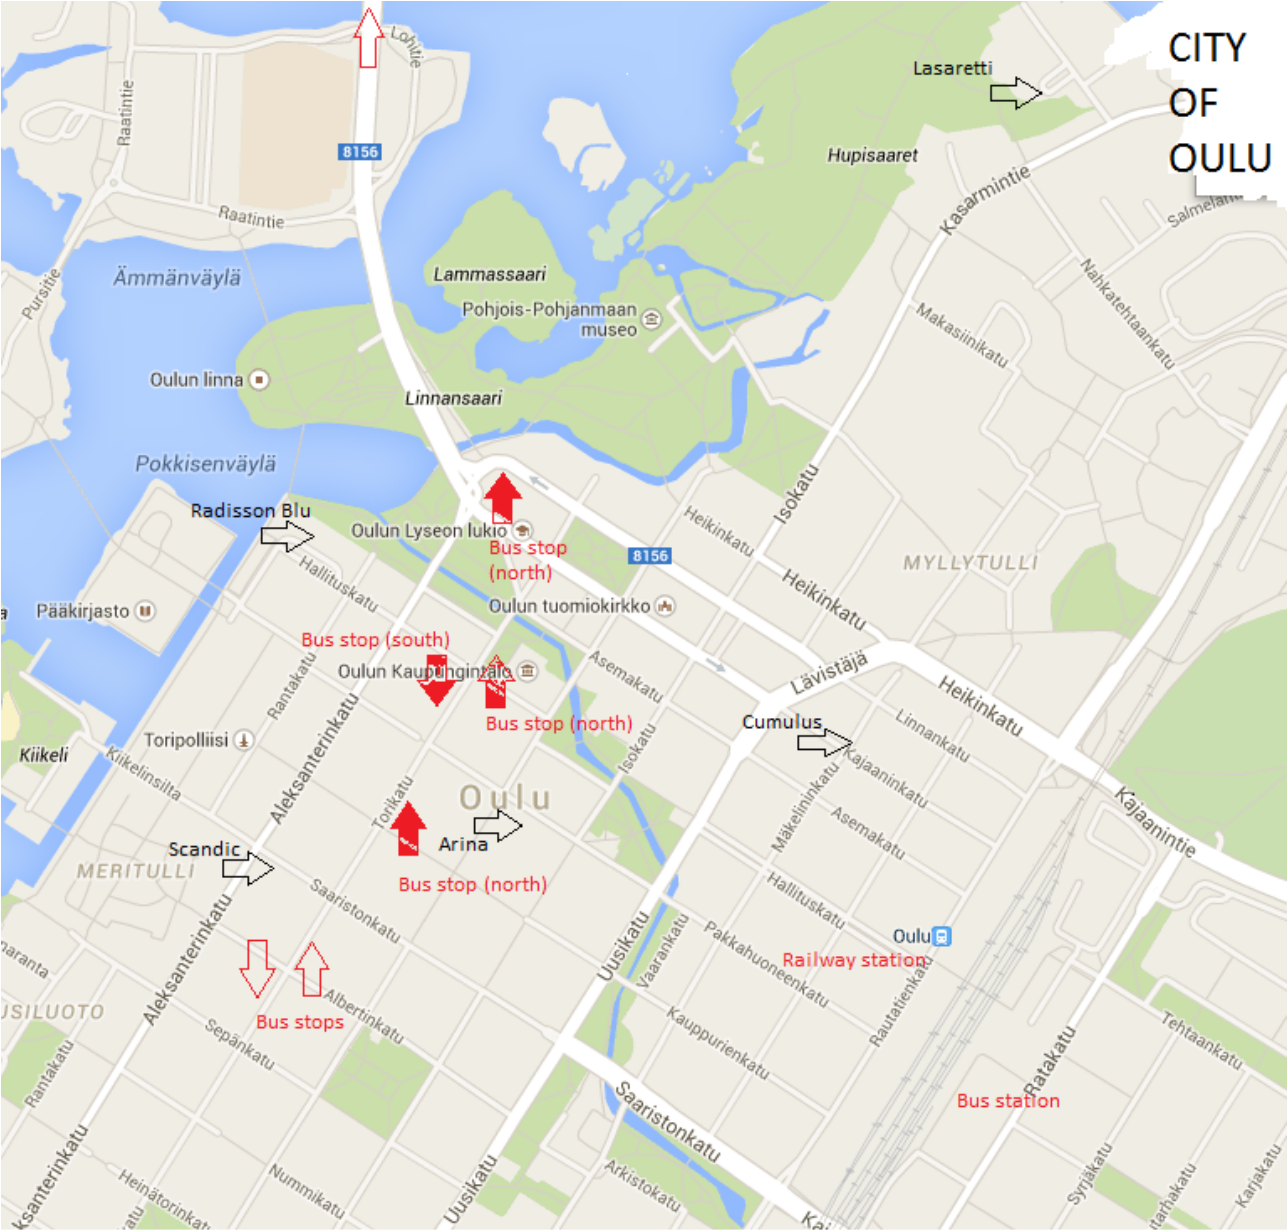 CITY
OF
OULU
Lasaretti
Lohitie
Raatintie
8156
Hupisaaret
Kasarmintie
Raatintie
Pursitie
Ämmänväylä
Lammassaari
Pohjois-Pohjanmaan
museo
Nahkatehtaankatu
Makasiinikatu
Oulun linna
Linnansaari
Pokkisenväylä
Isokatu
Radisson Blu
Oulun Lyseon lukio
Heikinkatu
Bus stop
(north)
8156
MYLLYTULLI
Hallituskatu
Heikinkatu
Pääkirjasto
Oulun tuomiokirkko
Bus stop (south)
Oulun Kaupungintalo
Asemakatu
Lävistäjä
Rantakatu
Heikinkatu
Bus stop (north)
Cumulus
Linnankatu
Toripolliisi
Isokatu
Kiikeli
Kiikelinsilta
Aleksanterinkatu
Kajaaninkatu
Torikatu
Oulu
Mäkelininkatu
Asemakatu
Kajaanintie
Arina
Scandic
MERITULLI
Bus stop (north)
Saaristonkatu
Hallituskatu
Aleksanterinkatu
Uusikatu
Vaarankatu
Pakkahuoneenkatu
Oulu
Railway station
Rautatienkatu
Albertinkatu
Bus stops
Sepänkatu
Kauppurienkatu
Tehtaankatu
Ratakatu
Rantakatu
Bus station
Saaristonkatu
Heinätorinkatu
Nummikatu
Uusikatu
Arkistokatu
Syrjäkatu
Karjakatu